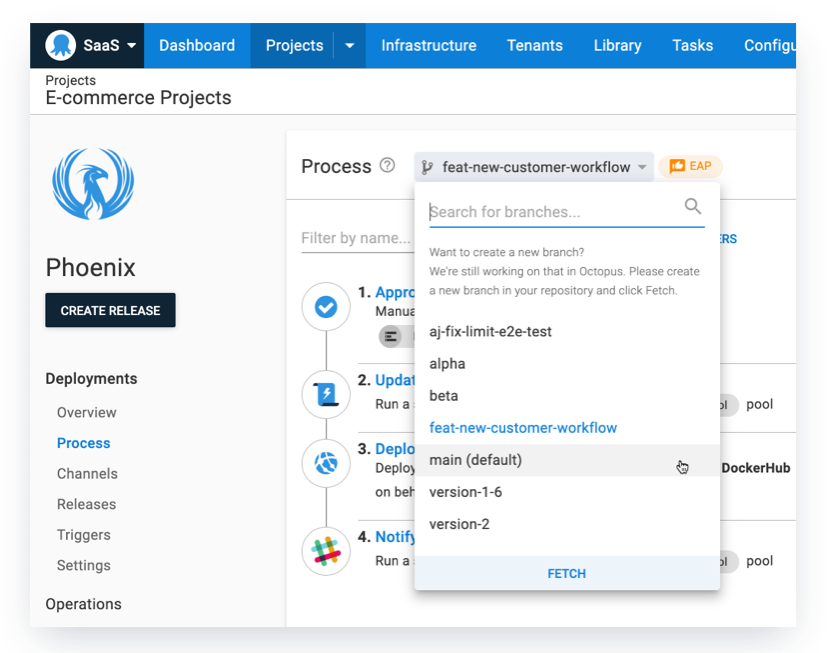 SaaS
Dashboard
Projects
Infrastructure
Tenants
Library
Tasks
Configu
Projects
E-commerce Projects
Phoenix
CREATE RELEASE
Deployments
Overview
Process
Channels
Releases
Triggers
Settings
Operations
Process
feat-new-customer-workflow
EAP
Filter by name...
ERS
Search for branches...
Want to create a new branch?
We're still working on that in Octopus. Please create
a new branch in your repository and click Fetch.
aj-fix-limit-e2e-test
alpha
beta
feat-new-customer-workflow
main (default)
version-1-6
version-2
FETCH
1. Appro
Manua
2. Updat
Run a
ol pool
3. Deplo
Deploy
DockerHub
on beh
4. Notify
Run a
ol pool